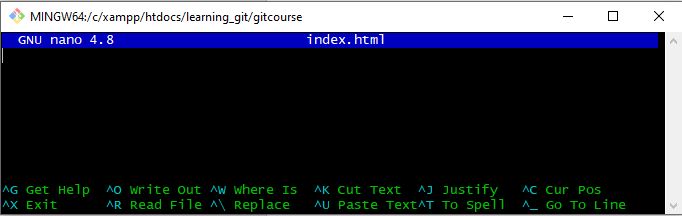 MINGW64:/c/xampp/htdocs/learning_git/gitcourse
GNU nano 4.8 index.html
^G Get Help ^O Write Out ^W Where Is ^K Cut Text ^J Justify ^C Cur Pos
^X Exit ^R Read File ^\ Replace ^U Paste Text^T To Spell ^_ Go To Line